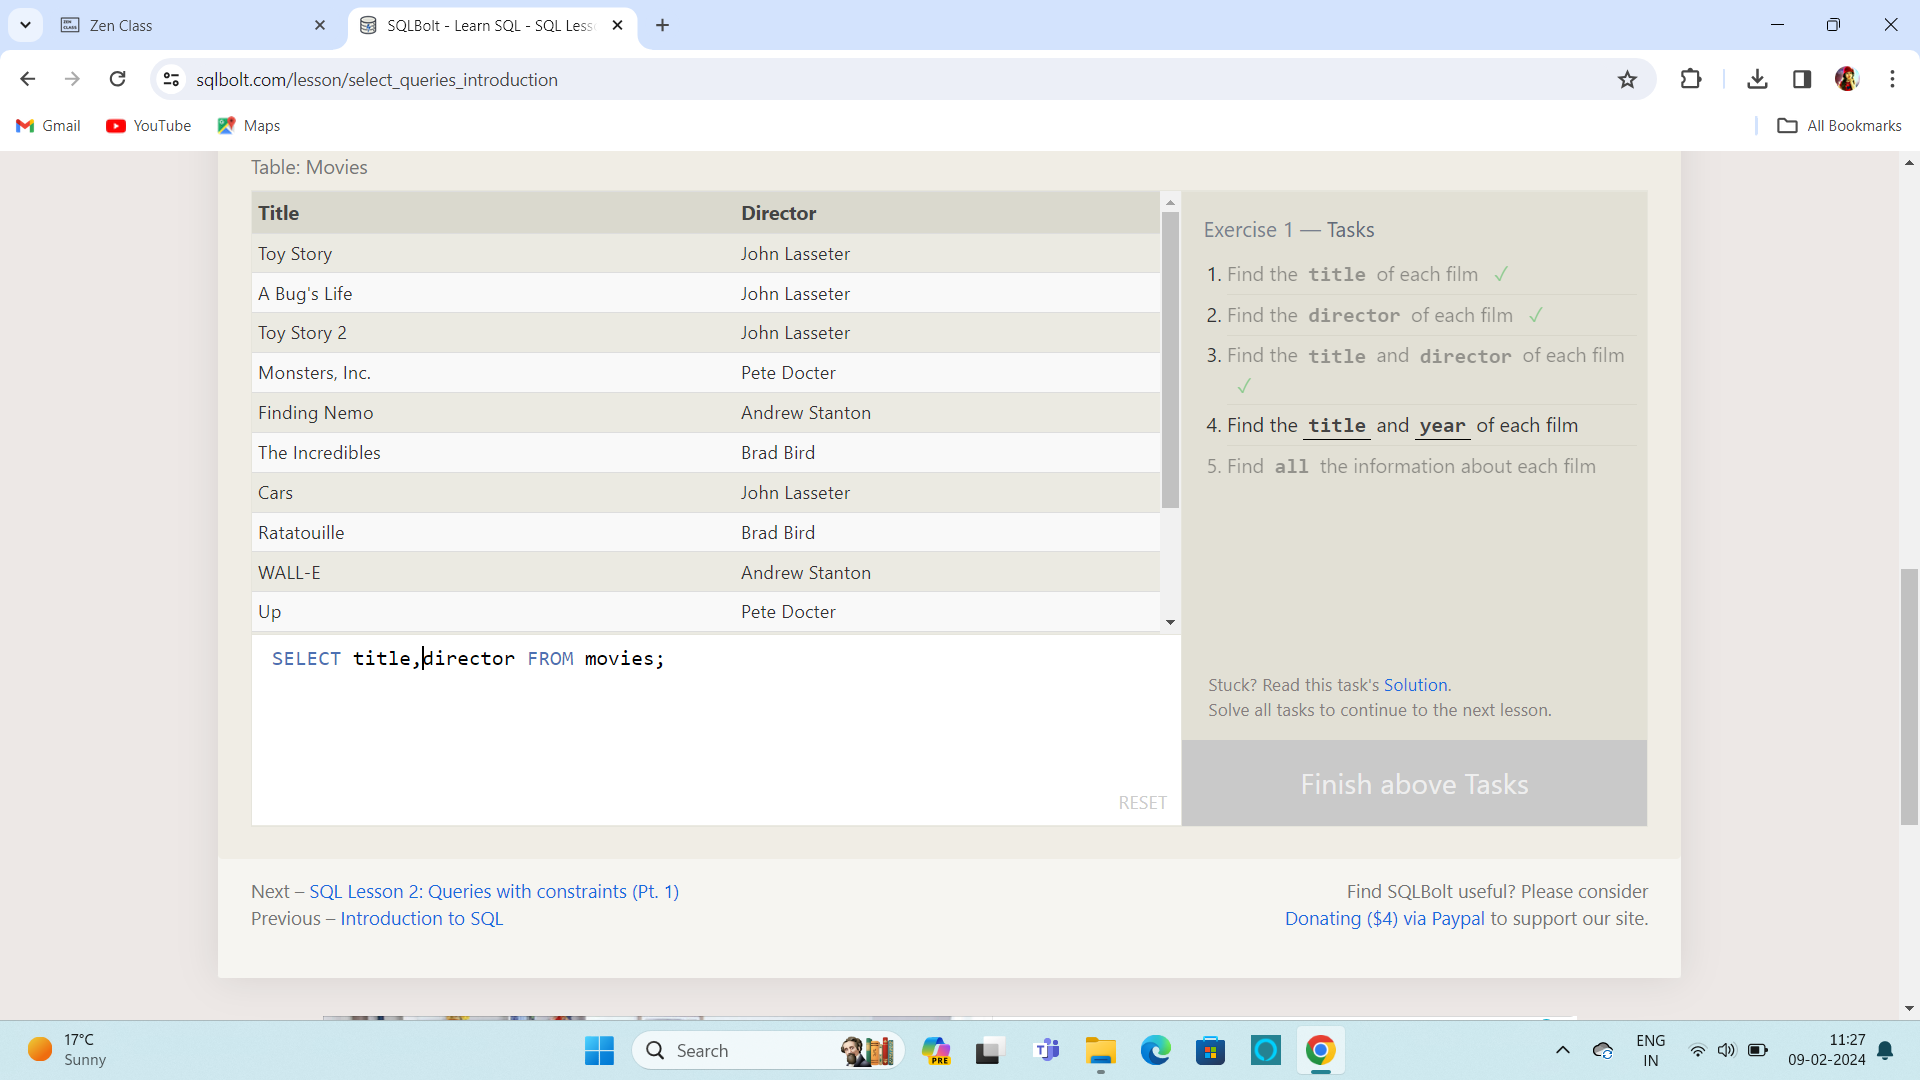 Zen Class
SQLBolt - Learn SQL - SQL Less
sqlbolt.com/lesson/select_queries_introduction
Gmail
YouTube
Maps
All Bookmarks
Table: Movies
Title Director
Toy Story John Lasseter
A Bug's Life John Lasseter
Toy Story 2 John Lasseter
Monsters, Inc. Pete Docter
Finding Nemo Andrew Stanton
The Incredibles Brad Bird
Cars John Lasseter
Ratatouille Brad Bird
WALL-E Andrew Stanton
Up Pete Docter
SELECT title,director FROM movies;
RESET
Exercise 1 — Tasks
1. Find the title of each film ✓
2. Find the director of each film ✓
3. Find the title and director of each film
✓
4. Find the title and year of each film
5. Find all the information about each film
Stuck? Read this task's Solution.
Solve all tasks to continue to the next lesson.
Finish above Tasks
Next – SQL Lesson 2: Queries with constraints (Pt. 1)
Previous – Introduction to SQL
Find SQLBolt useful? Please consider
Donating ($4) via Paypal to support our site.
17°C
Sunny
Search
PRE
ENG
IN
11:27
09-02-2024